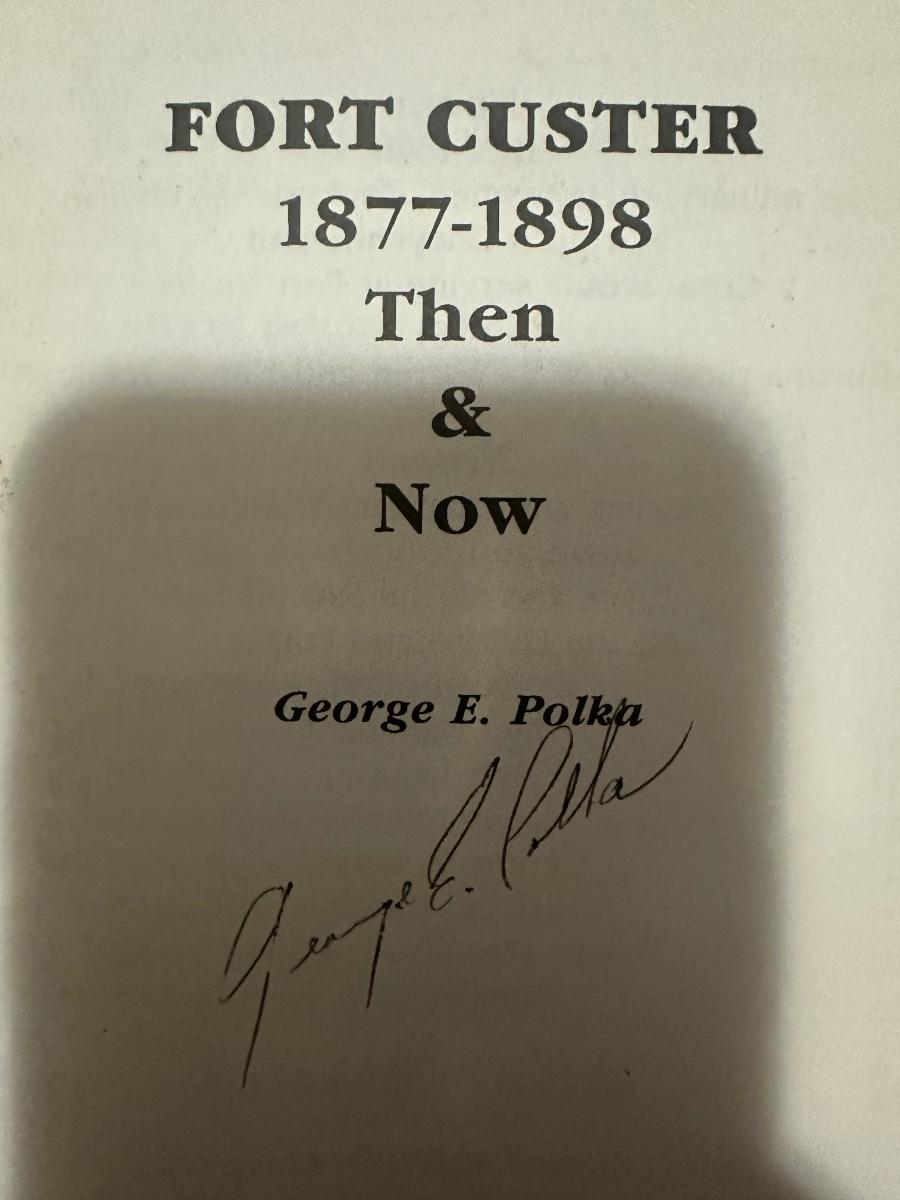 FORT CUSTER
1877-1898
Then
&
Now
George E. Polka
George E. Polka